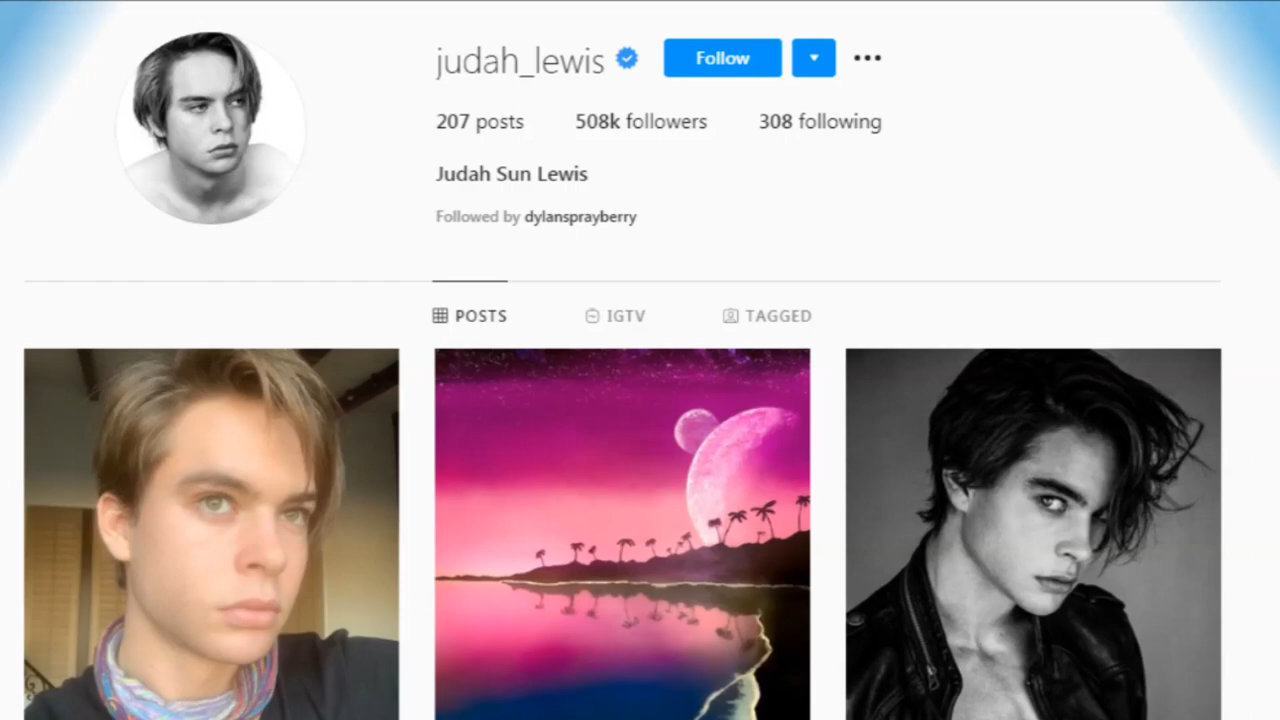 judah_lewis Follow
207 posts 508k followers 308 following
Judah Sun Lewis
Followed by dylansprayberry
POSTS IGTV TAGGED